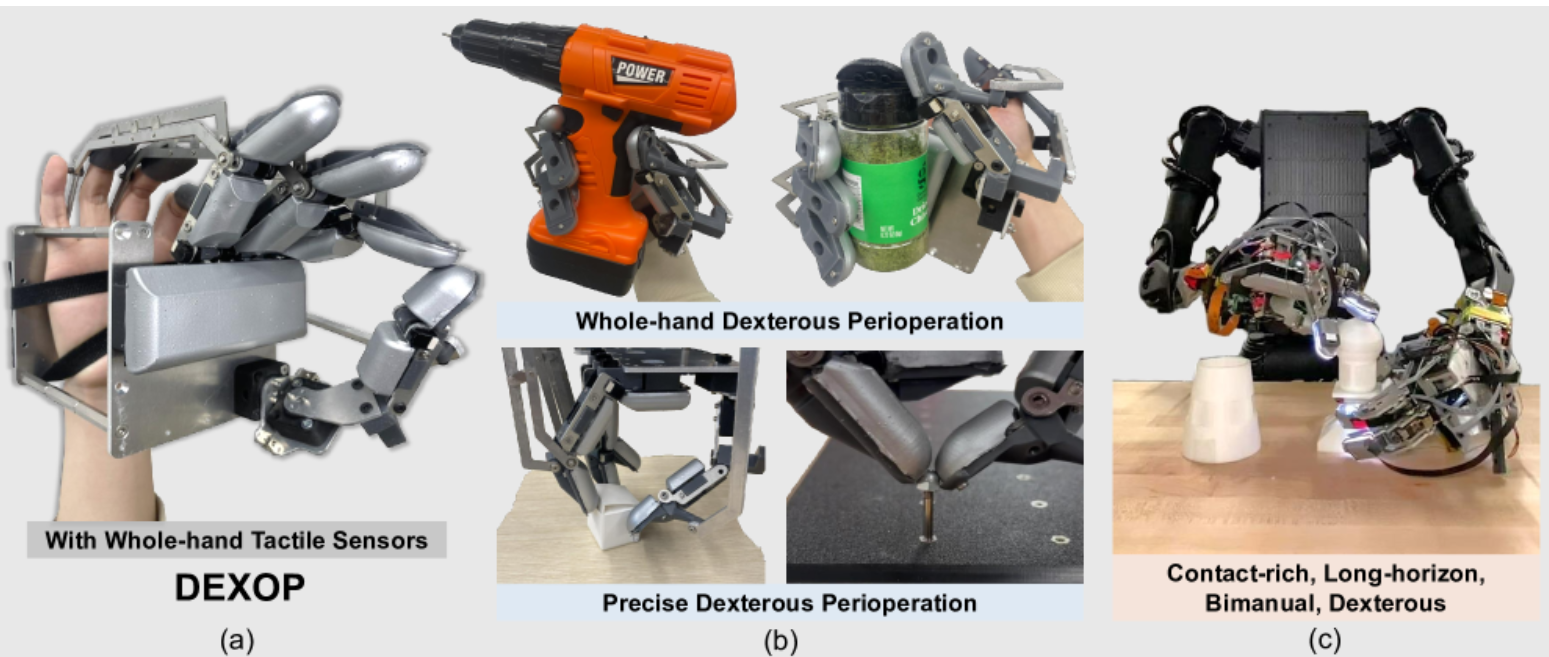 With Whole-hand Tactile Sensors
DEXOP
(a)
POWER
Whole-hand Dexterous Perioperation
Precise Dexterous Perioperation
(b)
Contact-rich, Long-horizon,
Bimanual, Dexterous
(c)